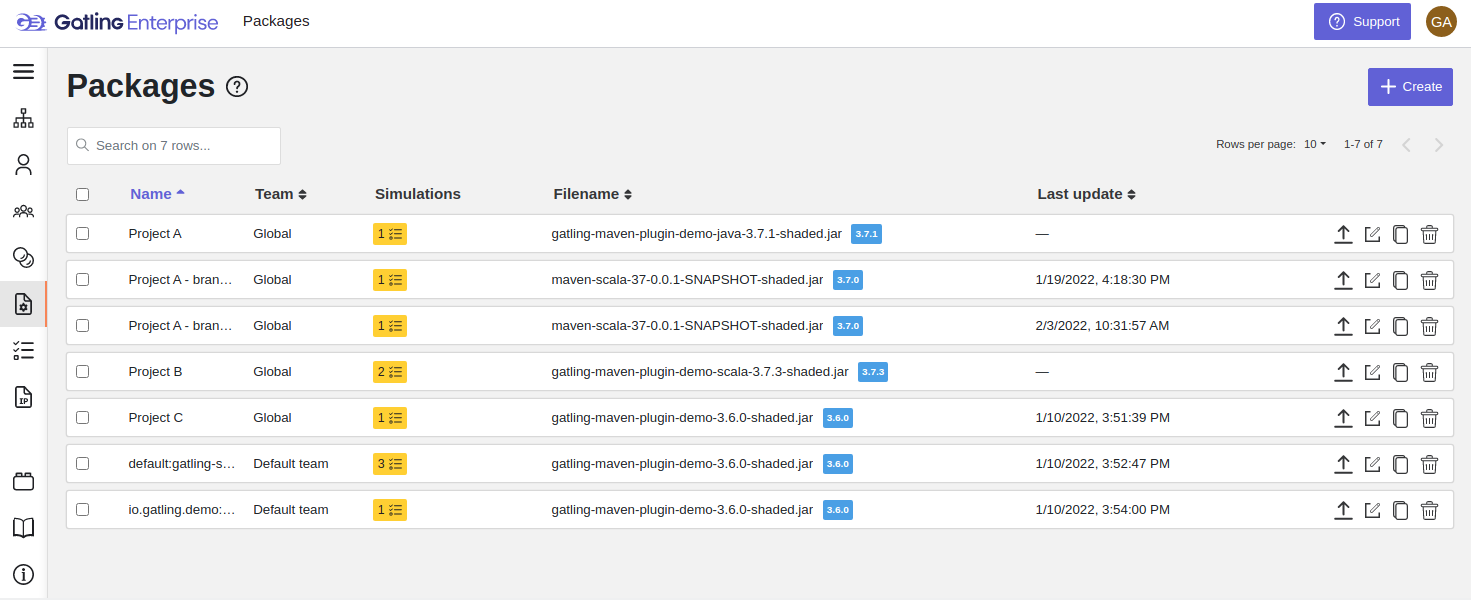 Gatling Enterprise Packages Support GA
Packages ?
Create
Search on 7 rows...
Rows per page: 10 1-7 of 7
Name Team Simulations Filename Last update
Project A Global 1 gatling-maven-plugin-demo-java-3.7.1-shaded.jar 3.7.1 —
Project A - bran... Global 1 maven-scala-37-0.0.1-SNAPSHOT-shaded.jar 3.7.0 1/19/2022, 4:18:30 PM
Project A - bran... Global 1 maven-scala-37-0.0.1-SNAPSHOT-shaded.jar 3.7.0 2/3/2022, 10:31:57 AM
Project B Global 2 gatling-maven-plugin-demo-scala-3.7.3-shaded.jar 3.7.3 —
Project C Global 1 gatling-maven-plugin-demo-3.6.0-shaded.jar 3.6.0 1/10/2022, 3:51:39 PM
IP
default:gatling-s... Default team 3 gatling-maven-plugin-demo-3.6.0-shaded.jar 3.6.0 1/10/2022, 3:52:47 PM
io.gatling.demo:... Default team 1 gatling-maven-plugin-demo-3.6.0-shaded.jar 3.6.0 1/10/2022, 3:54:00 PM